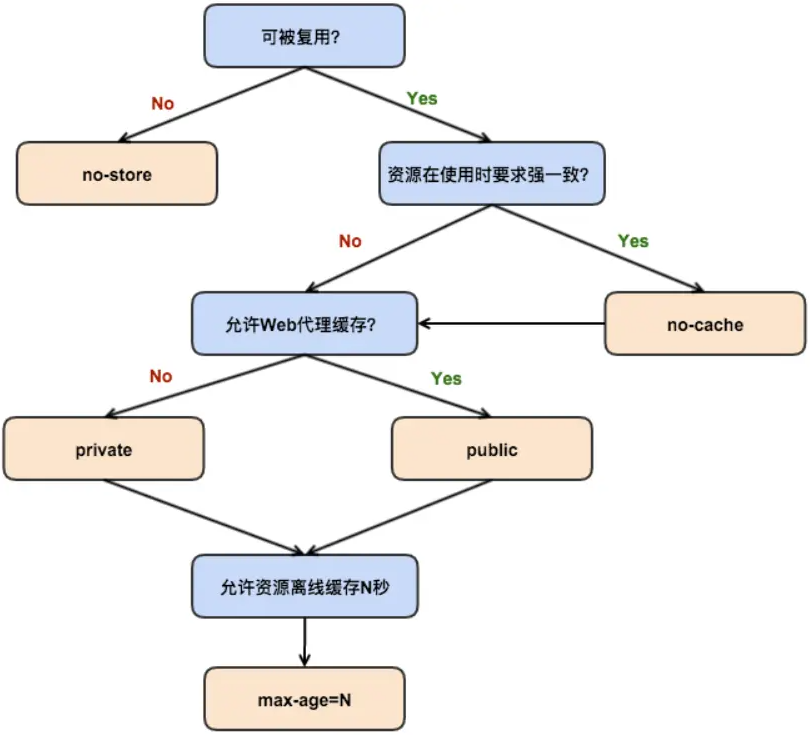 可被复用?
No
Yes
no-store
资源在使用时要求强一致?
No
Yes
允许Web代理缓存?
no-cache
No
Yes
private
public
允许资源离线缓存N秒
max-age=N